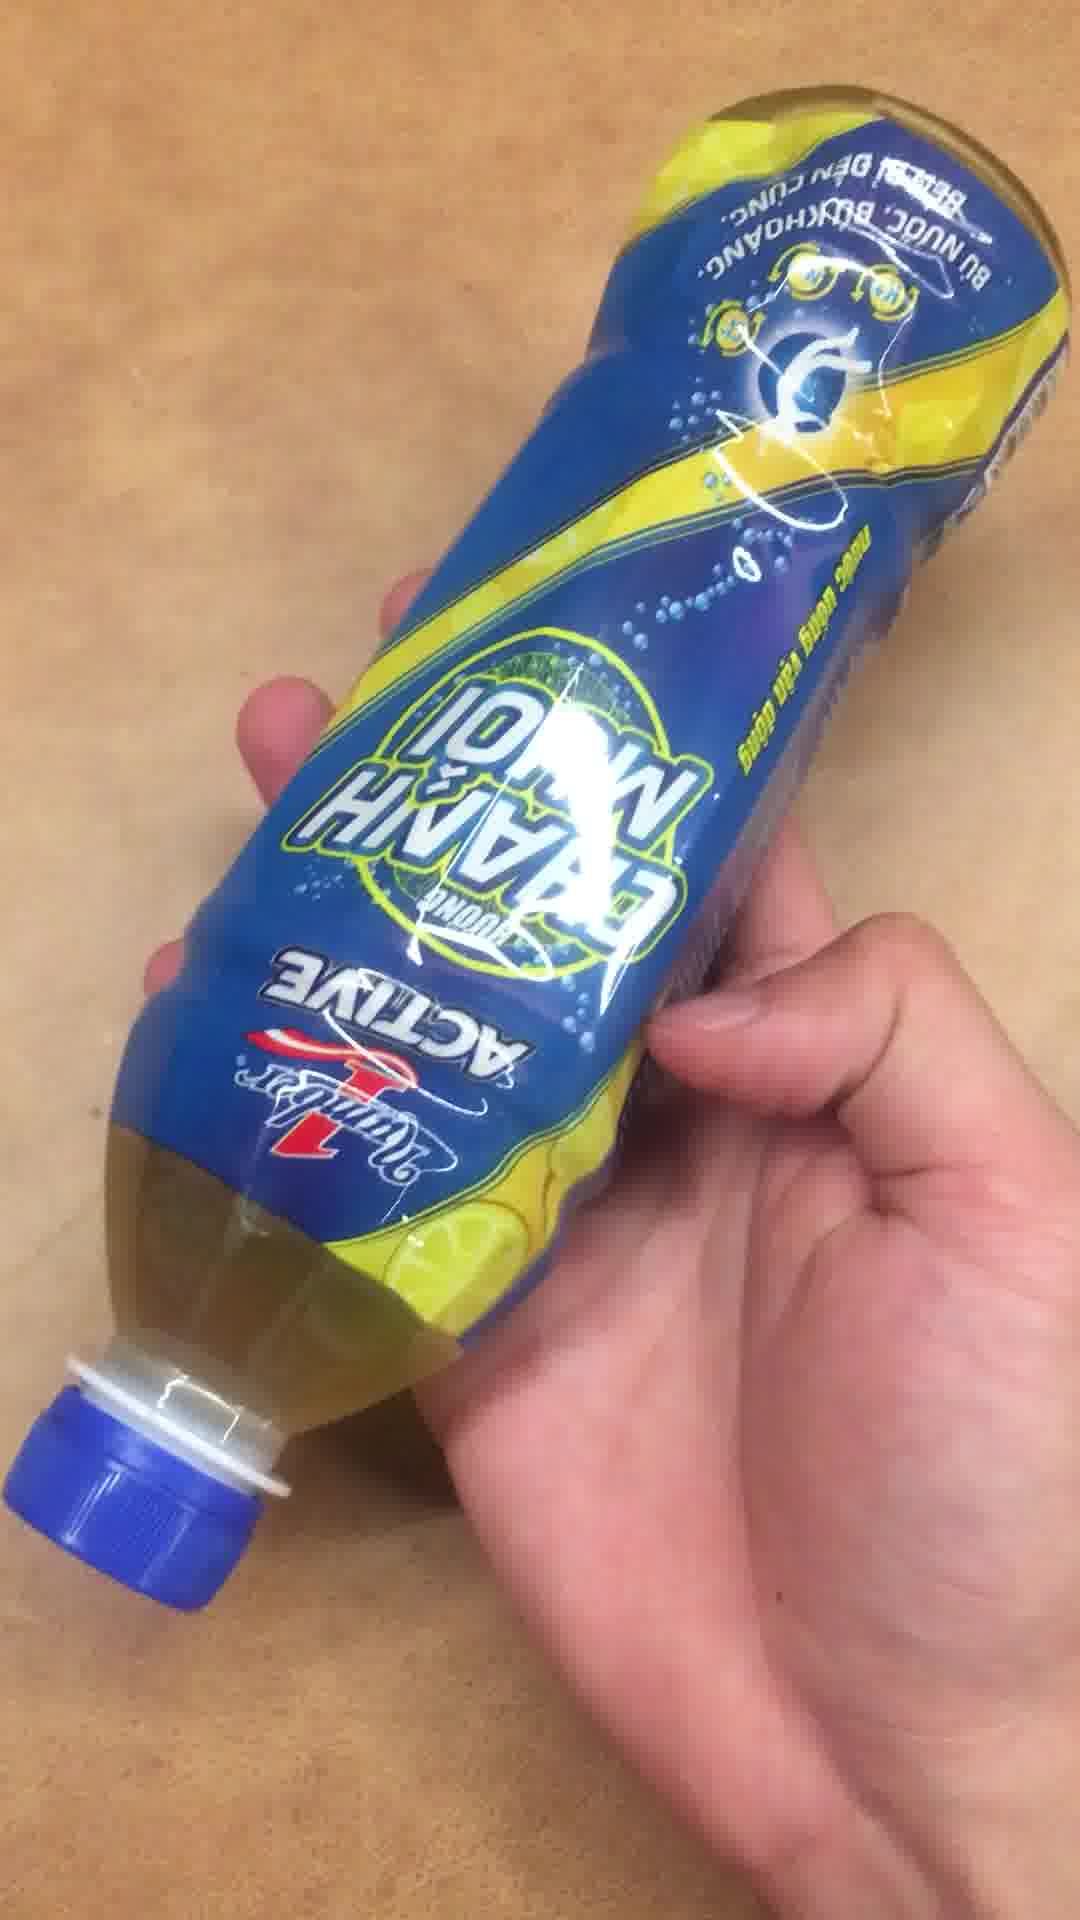 Number
1
ACTIVE
HƯƠNG
CHANH
MUỐI
nước uống vận động
BÙ NƯỚC, BÙ KHOÁNG,
BỀN BỈ ĐẾN CÙNG.